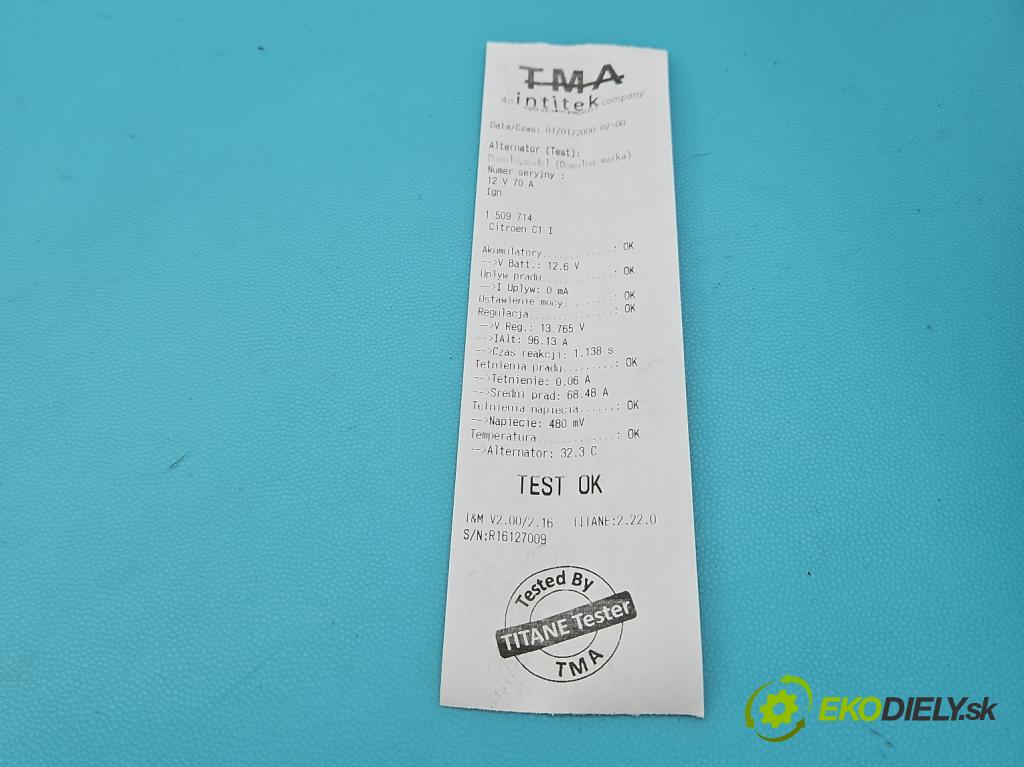 TMA
An intitek company
Data/Czas: 01/01/2000 02:00
Alternator (Test):
(Dowolna marka)
Numer seryjny :
12 V 70 A
Ign
1 509 714
Citroen C1 I
Akumulatory..............: OK
-->V Batt.: 12.6 V
Uplyw pradu..............: OK
-->I Uplyw: 0 mA
Ustawienie mocy..........: OK
Regulacja................: OK
-->V Reg.: 13.765 V
-->IAlt: 96.13 A
-->Czas reakcji: 1.138 s
Tetnienia pradu.........: OK
-->Tetnienie: 0.06 A
-->Sredni prad: 68.48 A
Tetnienia napiecia......: OK
-->Napiecie: 480 mV
Temperatura.............: OK
-->Alternator: 32.3 C
TEST OK
I&M V2.00/2.16 TITANE:2.22.0
S/N:R16127009
Tested By
TITANE Tester
TMA
EKODIELY.sk